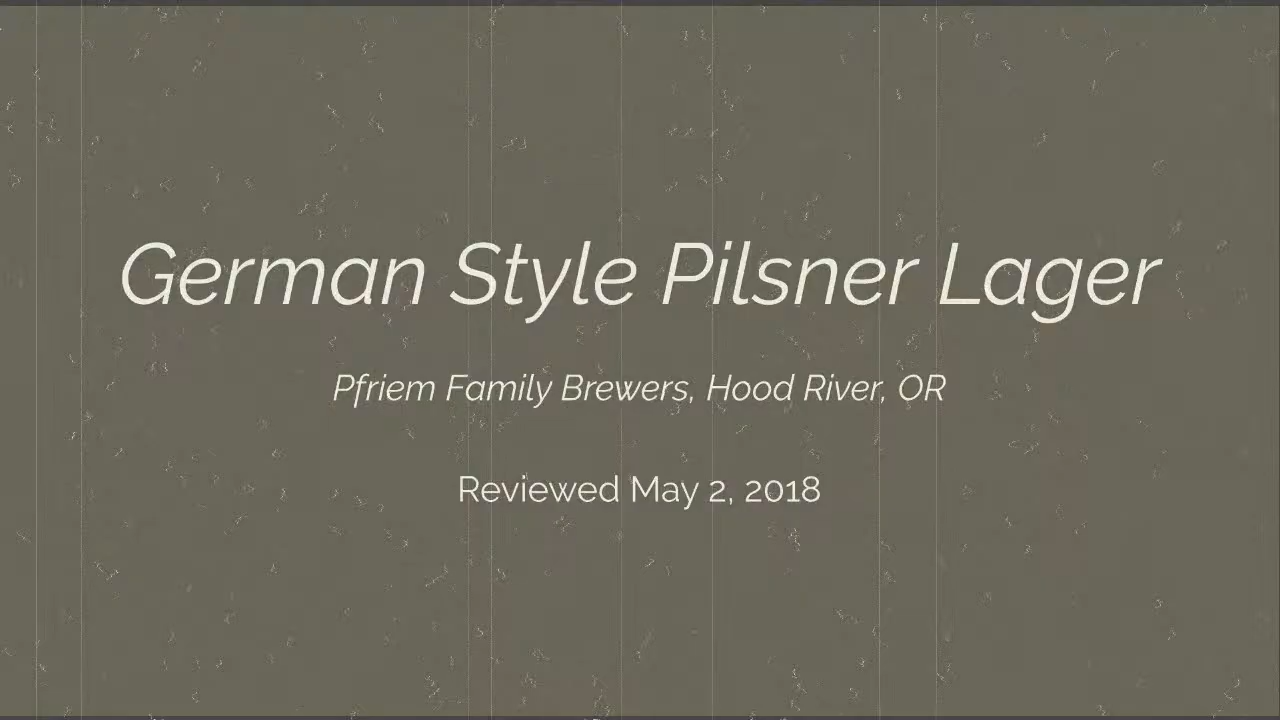 German Style Pilsner Lager
Pfriem Family Brewers, Hood River, OR
Reviewed May 2, 2018